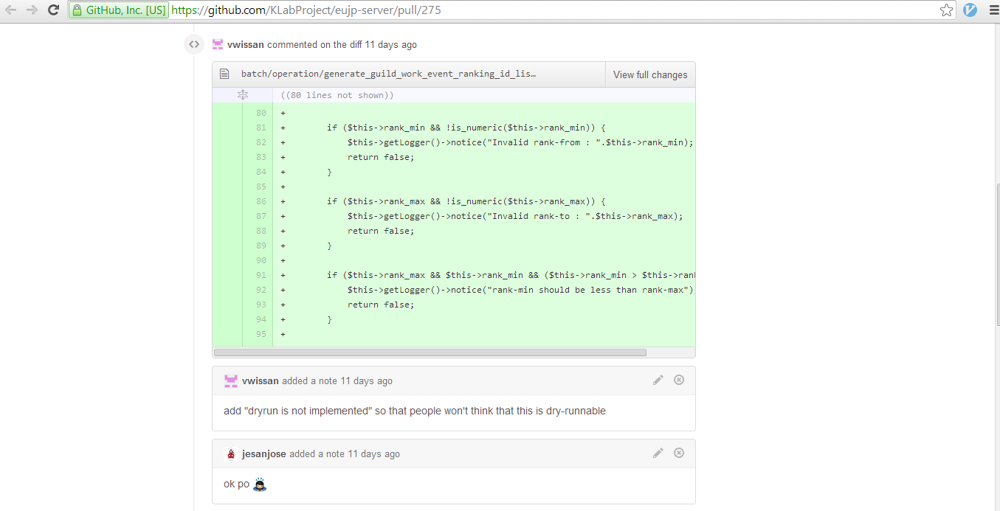 GitHub, Inc. [US] https://github.com/KLabProject/eujp-server/pull/275
vwissan commented on the diff 11 days ago
batch/operation/generate_guild_work_event_ranking_id_lis…
View full changes
((80 lines not shown))
80 +
81 + if ($this->rank_min && !is_numeric($this->rank_min)) {
82 + $this->getLogger()->notice("Invalid rank-from : ".$this->rank_min);
83 + return false;
84 + }
85 +
86 + if ($this->rank_max && !is_numeric($this->rank_max)) {
87 + $this->getLogger()->notice("Invalid rank-to : ".$this->rank_max);
88 + return false;
89 + }
90 +
91 + if ($this->rank_max && $this->rank_min && ($this->rank_min > $this->rank
92 + $this->getLogger()->notice("rank-min should be less than rank-max")
93 + return false;
94 + }
95 +
vwissan added a note 11 days ago
add "dryrun is not implemented" so that people won't think that this is dry-runnable
jesanjose added a note 11 days ago
ok po